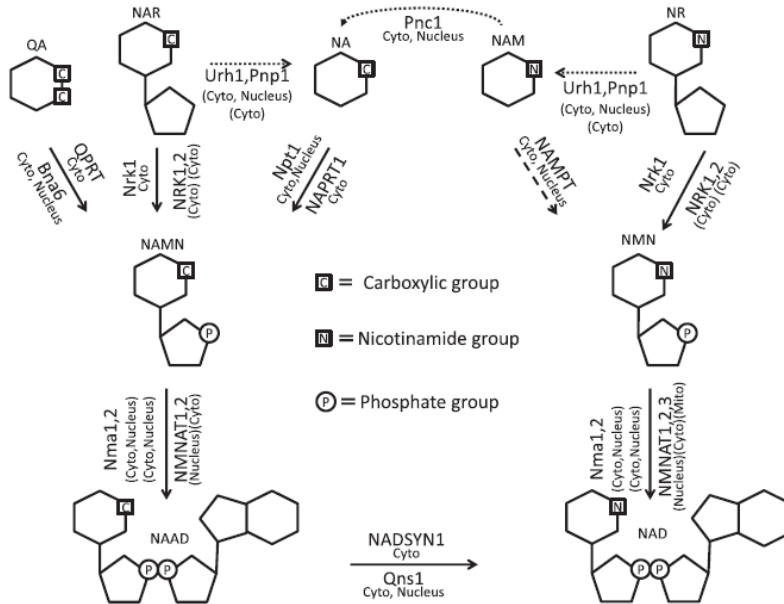 Pnc1
Cyto, Nucleus
QA
NAR
NA
NAM
NR
C
C
C
C
N
N
Urh1,Pnp1
(Cyto, Nucleus)
(Cyto)
Urh1,Pnp1
(Cyto, Nucleus)
(Cyto)
QPRT
Cyto
Bna6
Cyto, Nucleus
Nrk1
Cyto
NRK1,2
(Cyto) (Cyto)
Npt1
Cyto,Nucleus
NAPRT1
Cyto
NAMPT
Cyto, Nucleus
Nrk1
Cyto
NRK1,2
(Cyto) (Cyto)
NAMN
C
P
NMN
N
P
C = Carboxylic group
N = Nicotinamide group
P = Phosphate group
Nma1,2
(Cyto,Nucleus)
(Cyto,Nucleus)
NMNAT1,2
(Nucleus)(Cyto)
Nma1,2
(Cyto,Nucleus)
(Cyto,Nucleus)
NMNAT1,2,3
(Nucleus)(Cyto)(Mito)
C
NAAD
P P
NADSYN1
Cyto
Qns1
Cyto, Nucleus
N
NAD
P P